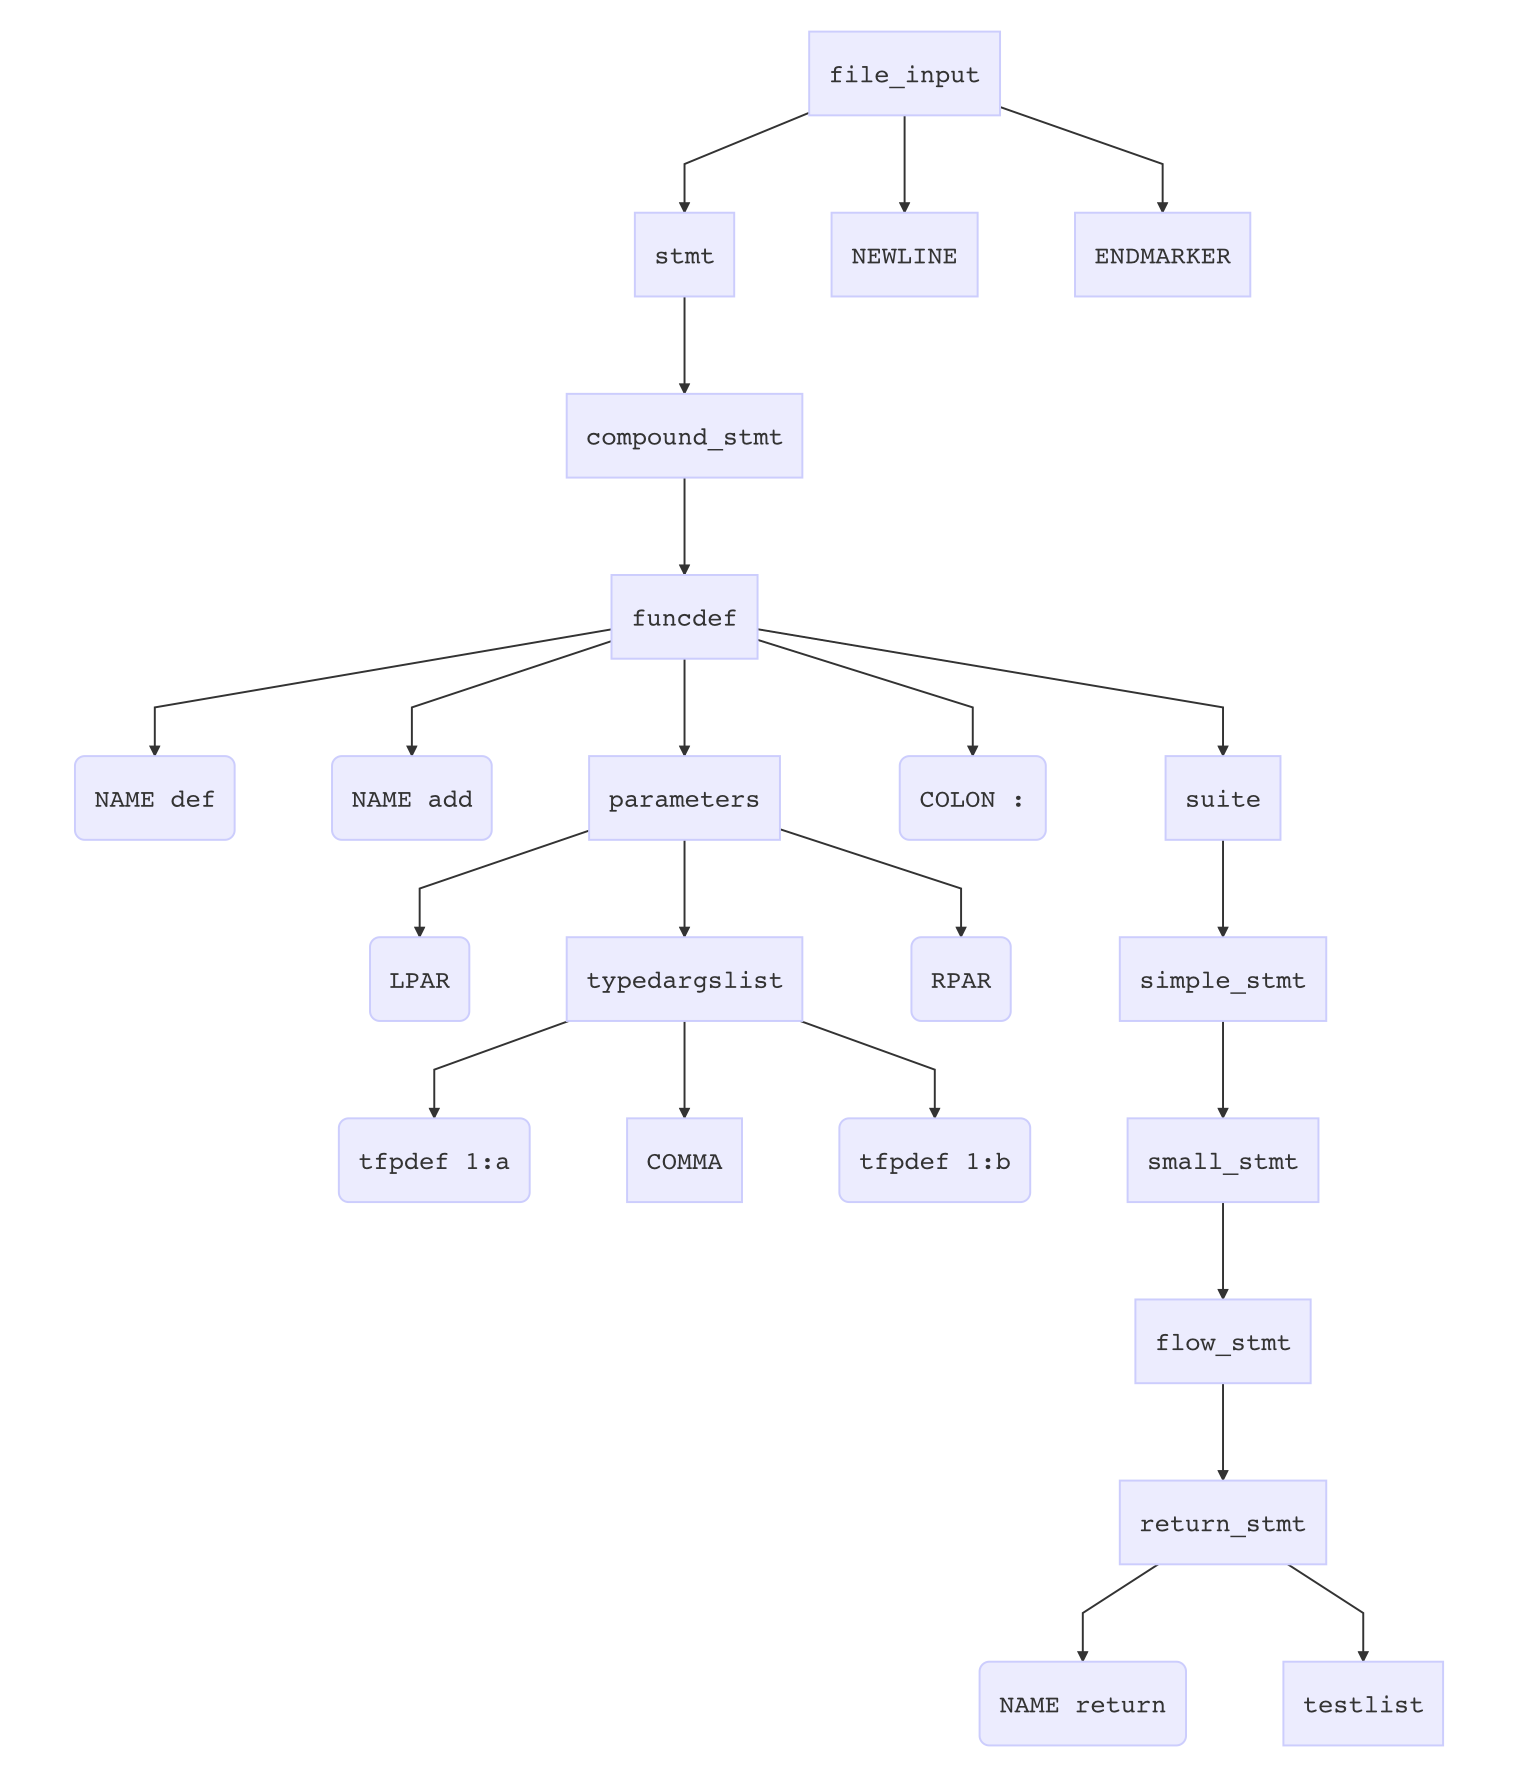 file_input
stmt
NEWLINE
ENDMARKER
compound_stmt
funcdef
NAME def
NAME add
parameters
COLON :
suite
LPAR
typedargslist
RPAR
simple_stmt
tfpdef 1:a
COMMA
tfpdef 1:b
small_stmt
flow_stmt
return_stmt
NAME return
testlist